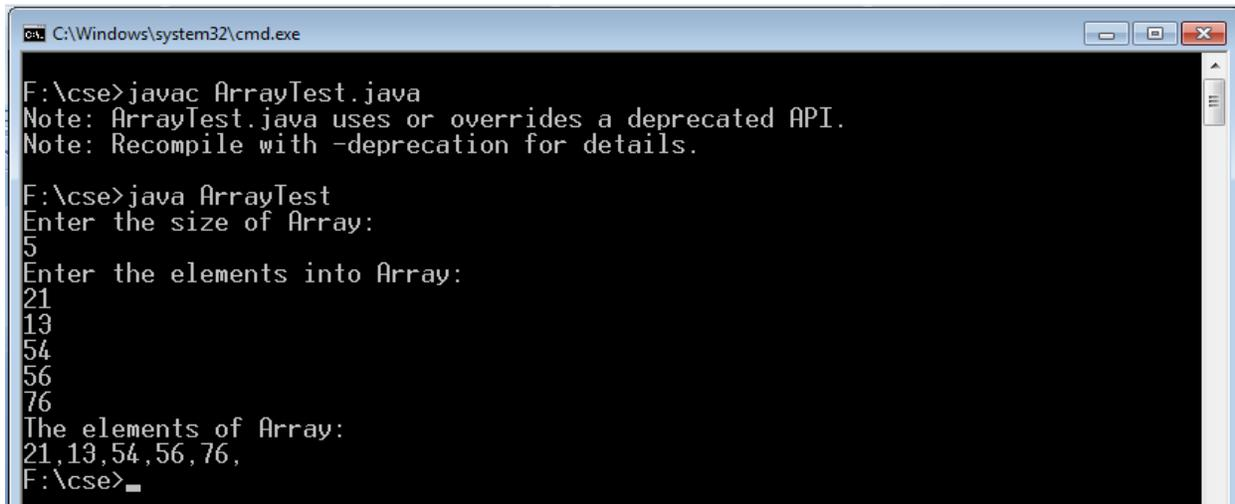 C:\Windows\system32\cmd.exe
F:\cse>javac ArrayTest.java
Note: ArrayTest.java uses or overrides a deprecated API.
Note: Recompile with -deprecation for details.
F:\cse>java ArrayTest
Enter the size of Array:
5
Enter the elements into Array:
21
13
54
56
76
The elements of Array:
21,13,54,56,76,
F:\cse>